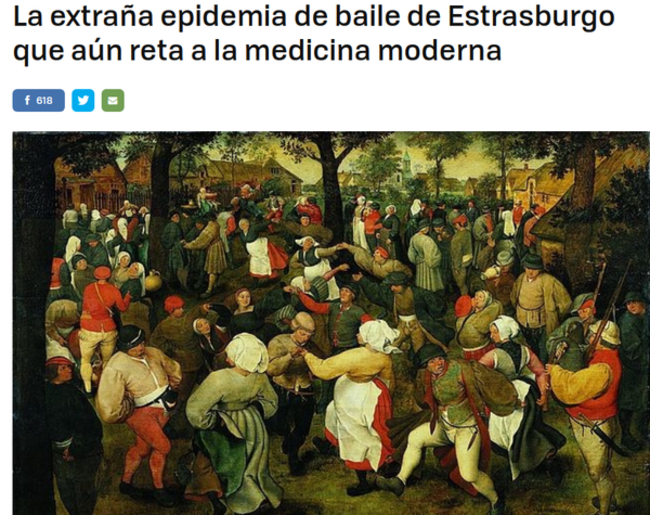 La extraña epidemia de baile de Estrasburgo
que aún reta a la medicina moderna
f 618